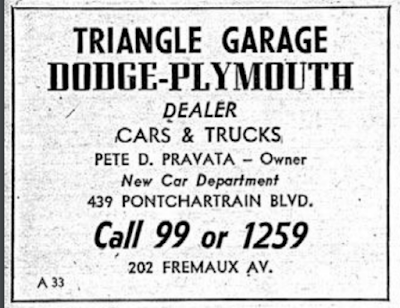 TRIANGLE GARAGE
DODGE-PLYMOUTH
DEALER
CARS & TRUCKS
PETE D. PRAVATA — Owner
New Car Department
439 PONTCHARTRAIN BLVD.
Call 99 or 1259
202 FREMAUX AV.
A 33